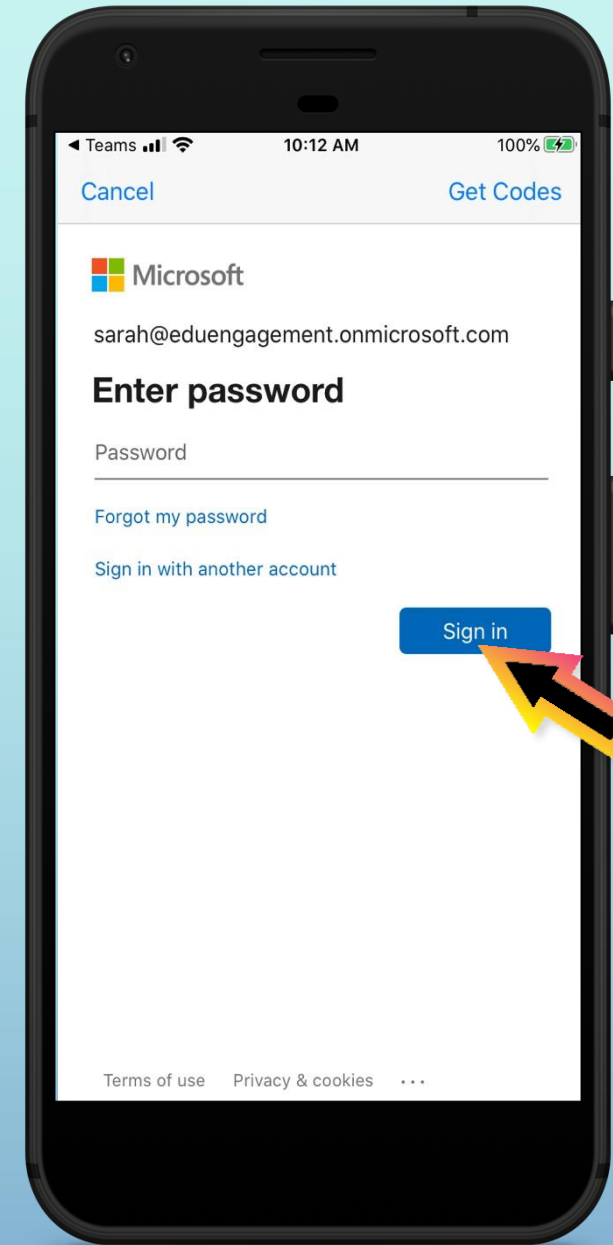 ◀ Teams 10:12 AM 100%
Cancel Get Codes
Microsoft
sarah@eduengagement.onmicrosoft.com
Enter password
Password
Forgot my password
Sign in with another account
Sign in
Terms of use Privacy & cookies ...